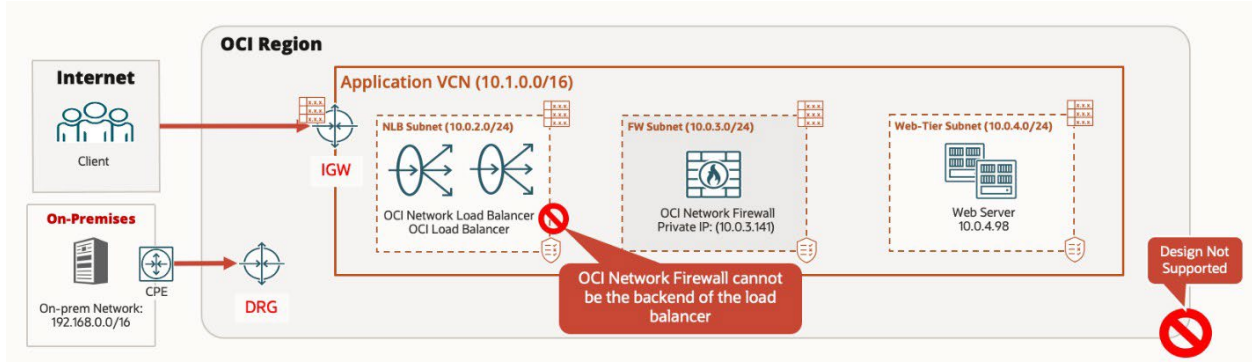 OCI Region
Internet
Client
IGW
Application VCN (10.1.0.0/16)
NLB Subnet (10.0.2.0/24)
OCI Network Load Balancer
OCI Load Balancer
FW Subnet (10.0.3.0/24)
OCI Network Firewall
Private IP: (10.0.3.141)
Web-Tier Subnet (10.0.4.0/24)
Web Server
10.0.4.98
On-Premises
CPE
On-prem Network:
192.168.0.0/16
DRG
OCI Network Firewall cannot
be the backend of the load
balancer
Design Not
Supported